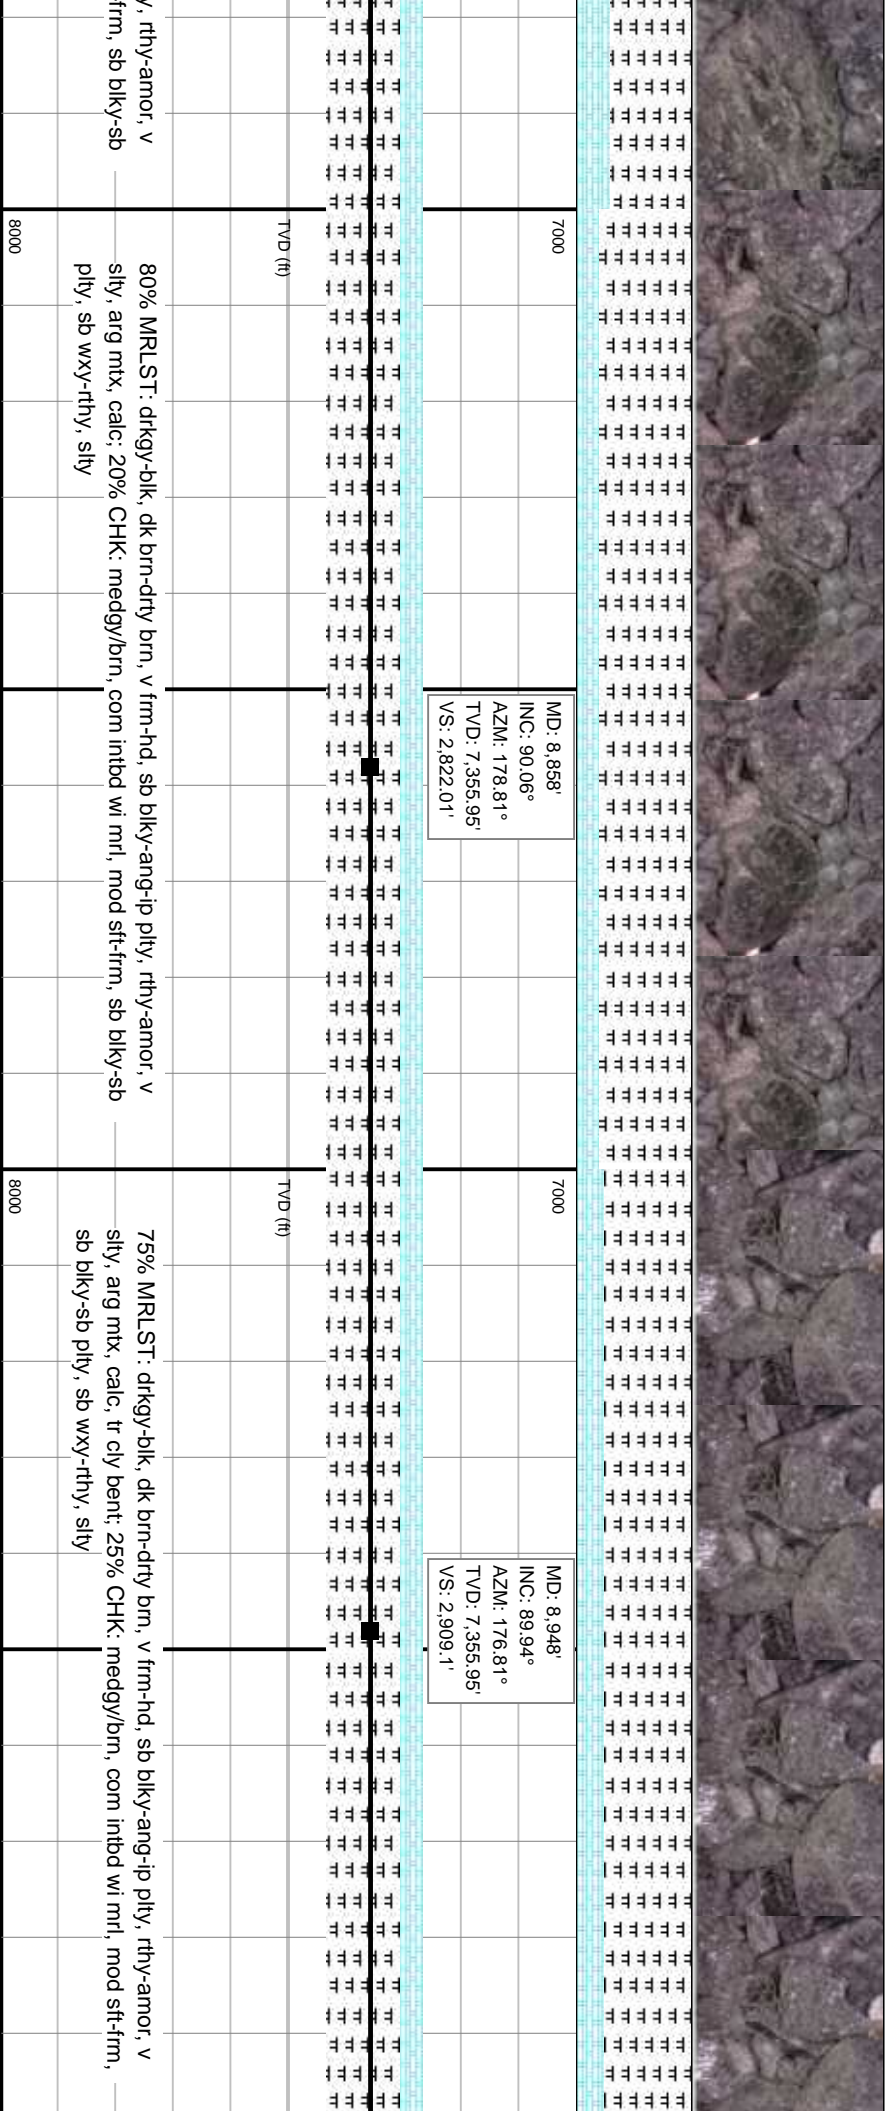 y, rthy-amor, v
-frm, sb blky-sb
7000
TVD (ft)
8000
80% MRLST: drkgy-blk, dk brn-drty brn, v frm-hd, sb blky-ang-ip plty, rthy-amor, v
slty, arg mtx, calc; 20% CHK: medgy/brn, com intbd wi mrl, mod sft-frm, sb blky-sb
plty, sb wxy-rthy, slty
MD: 8,858'
INC: 90.06°
AZM: 178.81°
TVD: 7,355.95'
VS: 2,822.01'
7000
TVD (ft)
8000
75% MRLST: drkgy-blk, dk brn-drty brn, v frm-hd, sb blky-ang-ip plty, rthy-amor, v
slty, arg mtx, calc, tr cly bent; 25% CHK: medgy/brn, com intbd wi mrl, mod sft-frm,
sb blky-sb plty, sb wxy-rthy, slty
MD: 8,948'
INC: 89.94°
AZM: 176.81°
TVD: 7,355.95'
VS: 2,909.1'